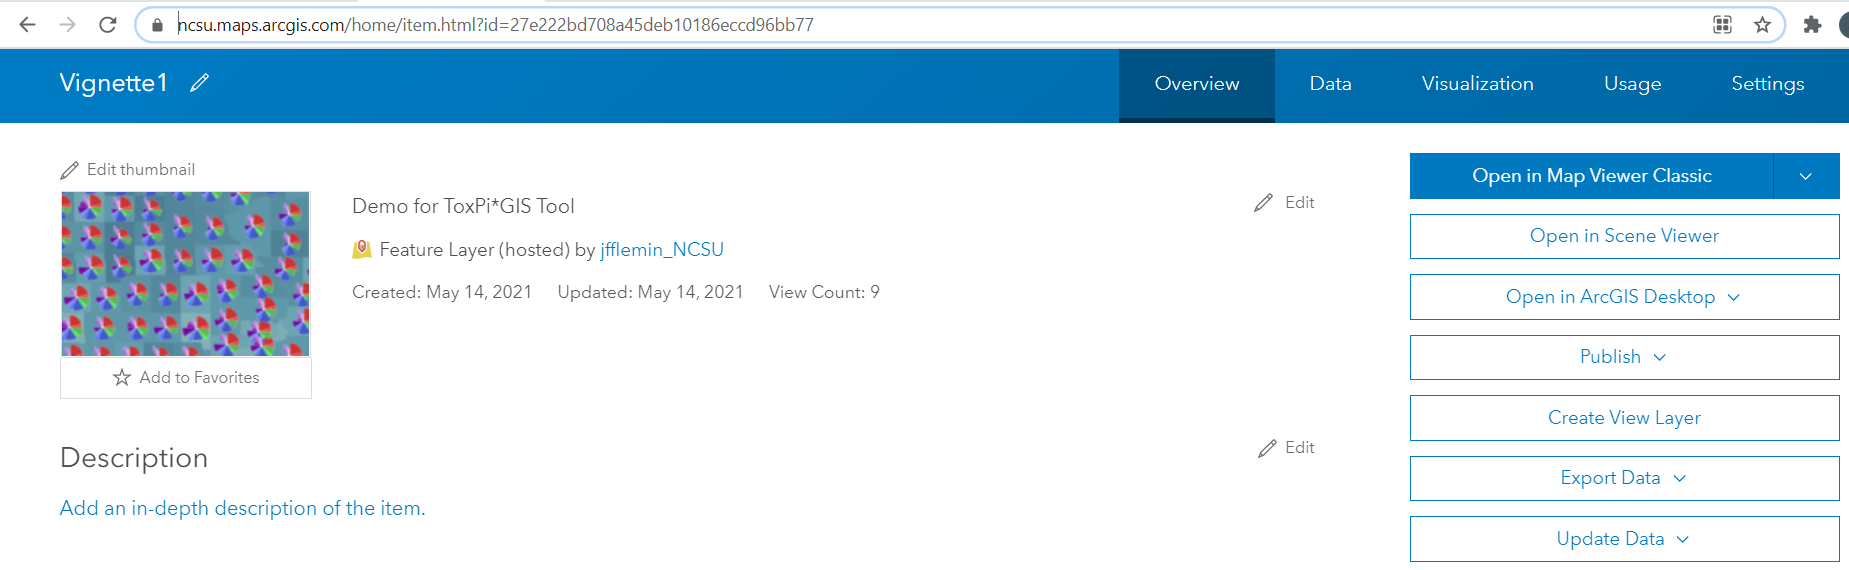 ncsu.maps.arcgis.com/home/item.html?id=27e222bd708a45deb10186eccd96bb77
Vignette1
Overview
Data
Visualization
Usage
Settings
Edit thumbnail
Demo for ToxPi*GIS Tool
Edit
Feature Layer (hosted) by jfflemin_NCSU
Created: May 14, 2021 Updated: May 14, 2021 View Count: 9
Add to Favorites
Description
Edit
Add an in-depth description of the item.
Open in Map Viewer Classic
Open in Scene Viewer
Open in ArcGIS Desktop
Publish
Create View Layer
Export Data
Update Data